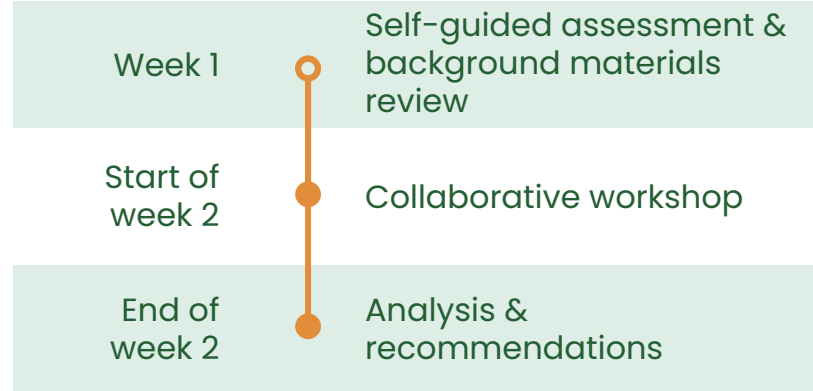 Week 1
Self-guided assessment &
background materials
review
Start of
week 2
Collaborative workshop
End of
week 2
Analysis &
recommendations